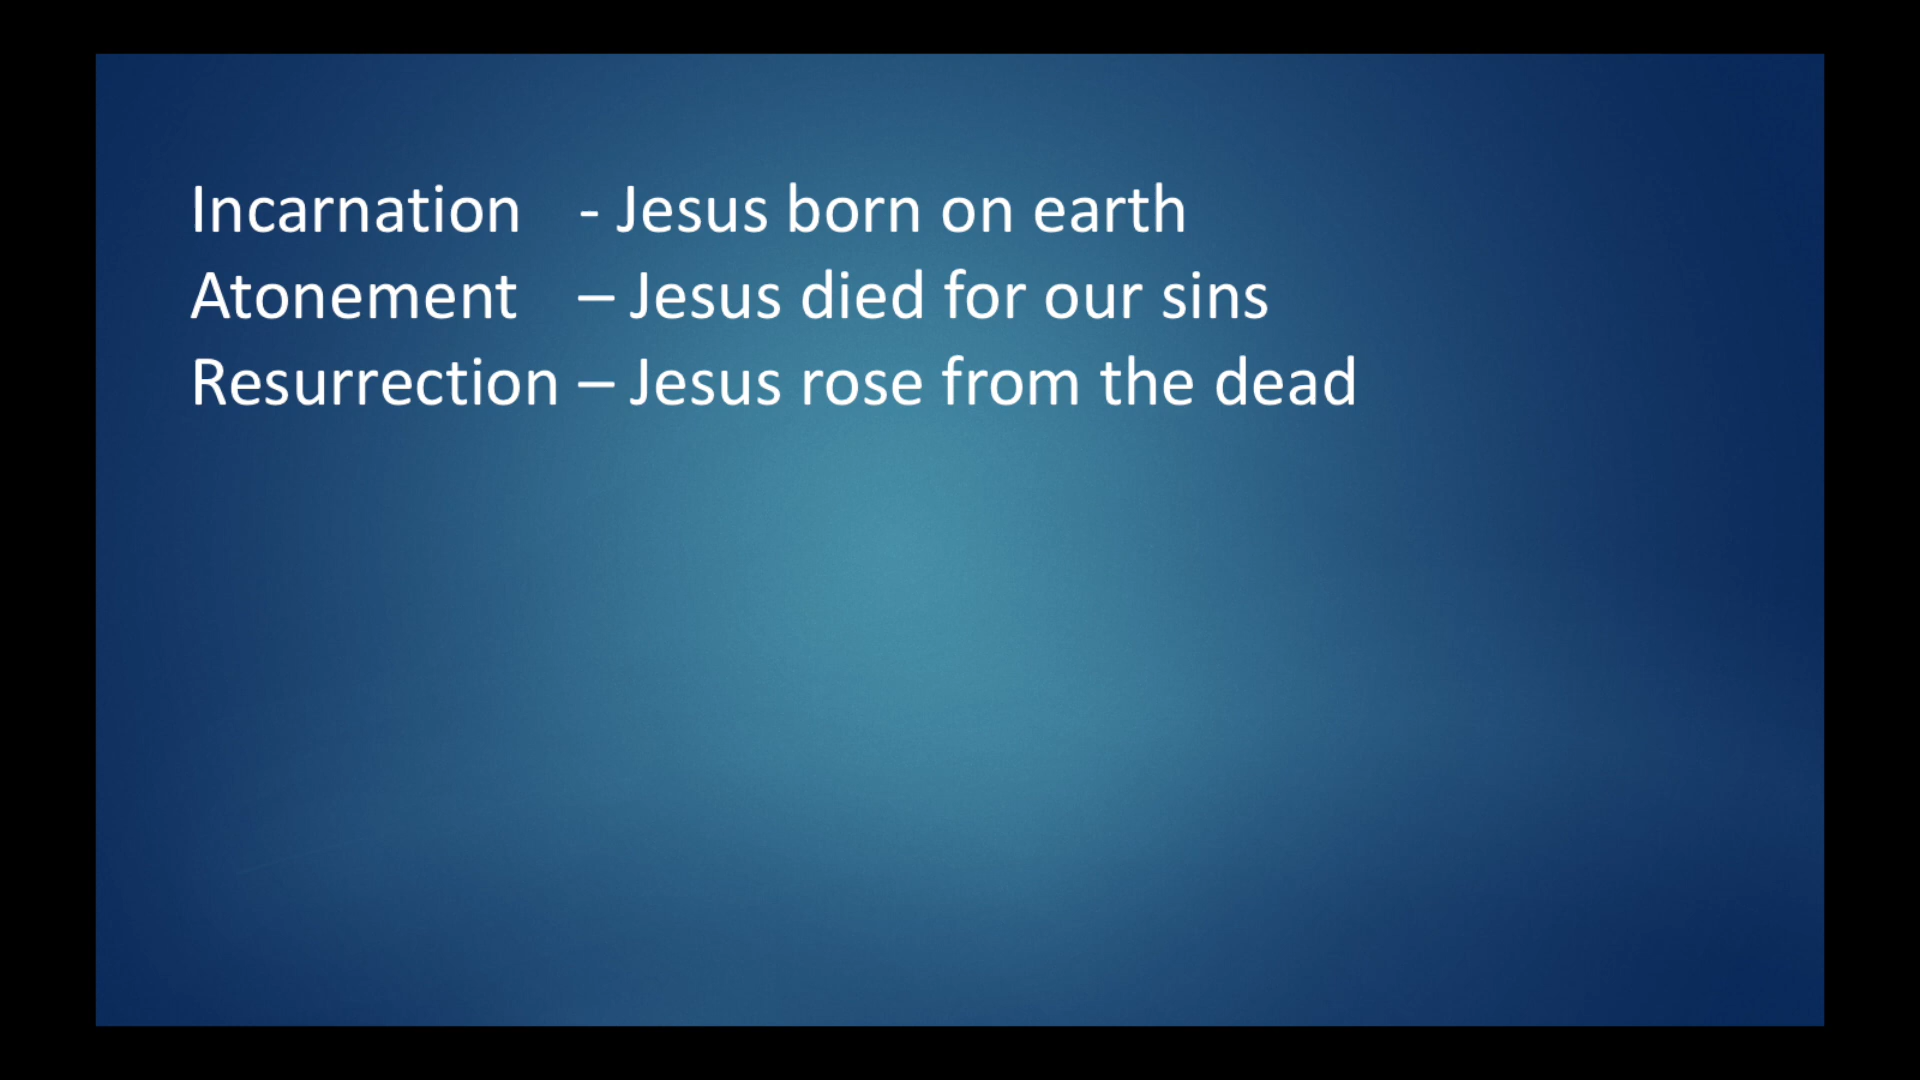 Incarnation - Jesus born on earth
Atonement – Jesus died for our sins
Resurrection – Jesus rose from the dead